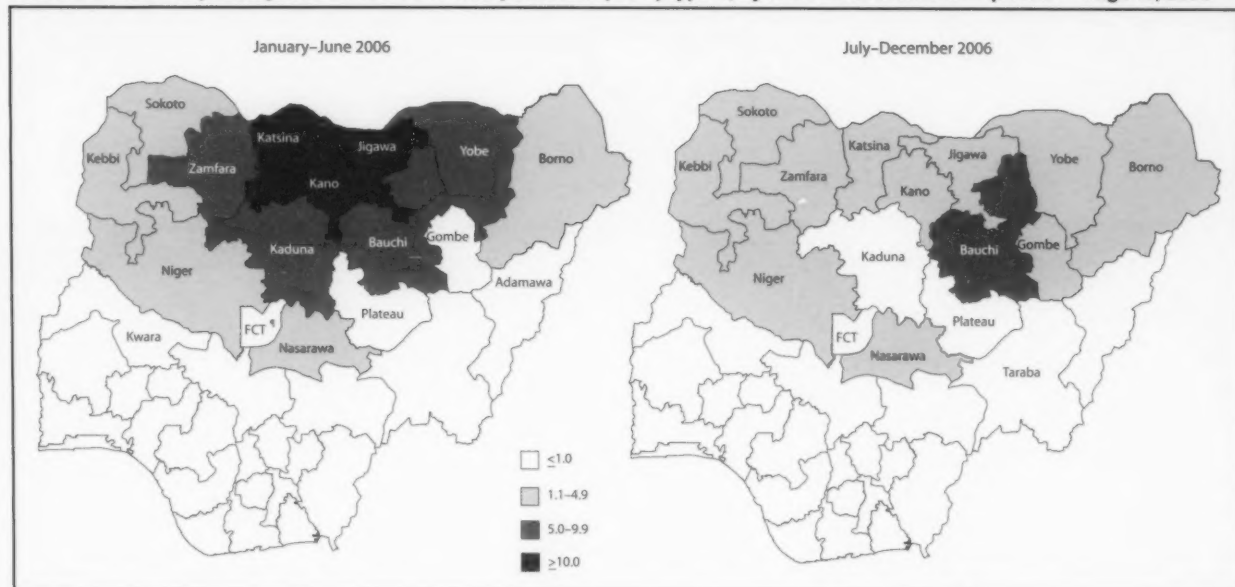 January–June 2006
Sokoto
Katsina
Jigawa
Yobe
Borno
Kebbi
Zamfara
Kano
Kaduna
Bauchi
Gombe
Niger
Adamawa
FCT ¶
Plateau
Kwara
Nasarawa
July–December 2006
Sokoto
Katsina
Jigawa
Yobe
Borno
Kebbi
Zamfara
Kano
Bauchi
Gombe
Kaduna
Niger
FCT
Plateau
Nasarawa
Taraba
≤1.0
1.1–4.9
5.0–9.9
≥10.0